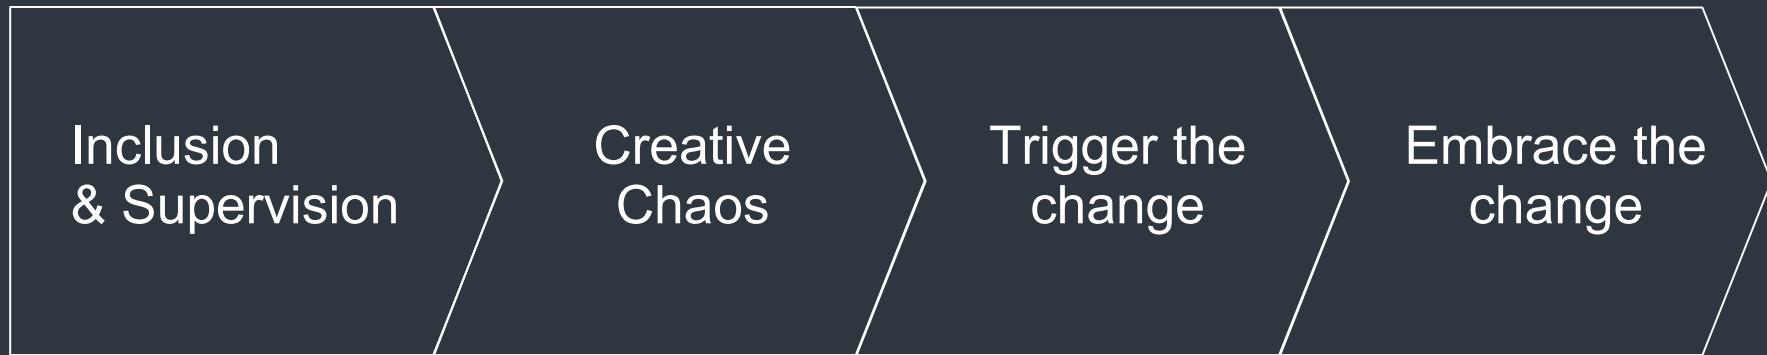 Inclusion
& Supervision
Creative
Chaos
Trigger the
change
Embrace the
change